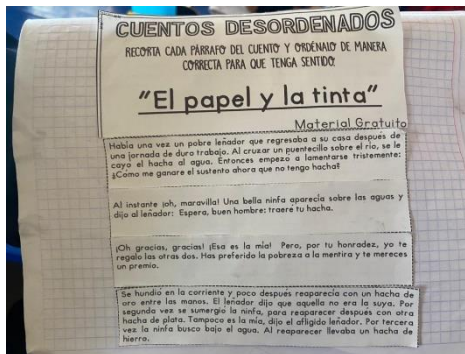 CUENTOS DESORDENADOS
RECORTA CADA PÁRRAFO DEL CUENTO Y ORDÉNALO DE MANERA
CORRECTA PARA QUE TENGA SENTIDO.
"El papel y la tinta"
Material Gratuito
Había una vez un pobre leñador que regresaba a su casa después de
una jornada de duro trabajo. Al cruzar un puentecillo sobre el río, se le
cayo el hacha al agua. Entonces empezo a lamentarse tristemente:
¿Cómo me ganare el sustento ahora que no tengo hacha?
Al instante ¡oh, maravilla! Una bella ninfa aparecía sobre las aguas y
dijo al leñador: Espera, buen hombre: traeré tu hacha.
¡Oh gracias, gracias! ¡Esa es la mía! Pero, por tu honradez, yo te
regalo las otras dos. Has preferido la pobreza a la mentira y te mereces
un premio.
Se hundió en la corriente y poco después reaparecía con un hacha de
oro entre las manos. El leñador dijo que aquella no era la suya. Por
segunda vez se sumergió la ninfa, para reaparecer después con otra
hacha de plata. Tampoco es la mía, dijo el afligido leñador. Por tercera
vez la ninfa busco bajo el agua. Al reaparecer llevaba un hacha de
hierro.